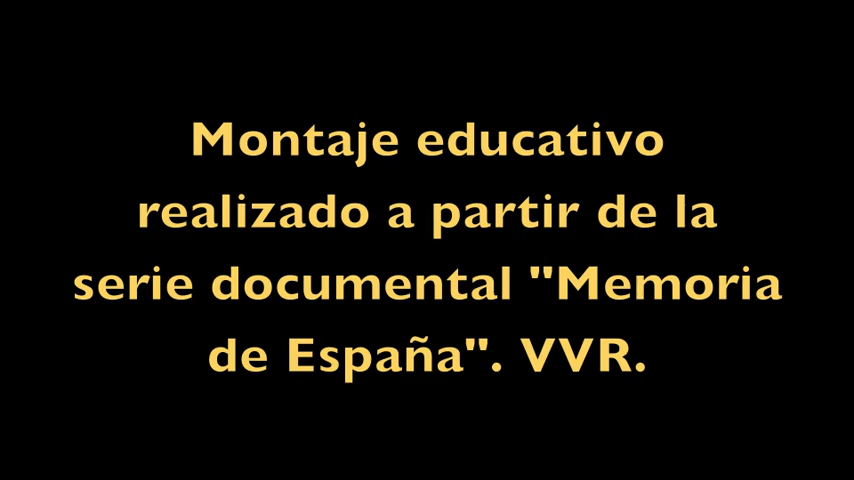 Montaje educativo
realizado a partir de la
serie documental "Memoria
de España". VVR.